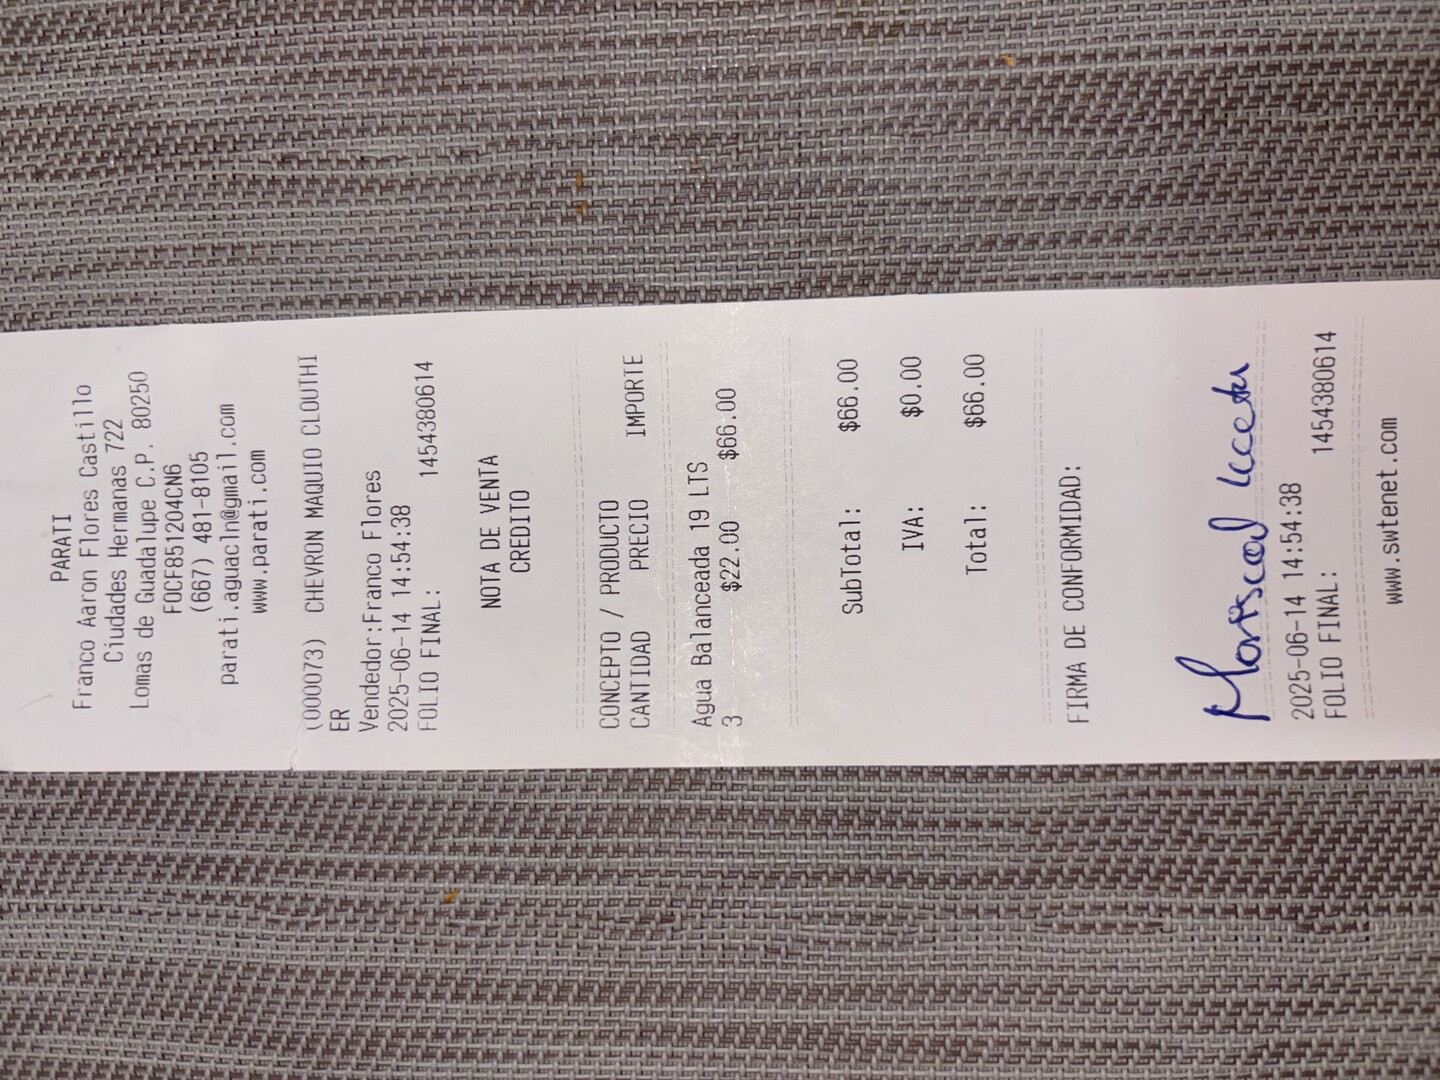 PARATI
Franco Aaron Flores Castillo
Ciudades Hermanas 722
Lomas de Guadalupe C.P. 80250
FOCF851204CN6
(667) 481-8105
parati.aguacln@gmail.com
www.parati.com
(000073) CHEVRON MAQUIO CLOUTHI
ER
Vendedor:Franco Flores
2025-06-14 14:54:38
FOLIO FINAL: 1454380614
NOTA DE VENTA
CREDITO
CONCEPTO / PRODUCTO
CANTIDAD PRECIO IMPORTE
Agua Balanceada 19 LTS
3 $22.00 $66.00
SubTotal: $66.00
IVA: $0.00
Total: $66.00
FIRMA DE CONFORMIDAD:
2025-06-14 14:54:38
FOLIO FINAL: 1454380614
www.swtenet.com